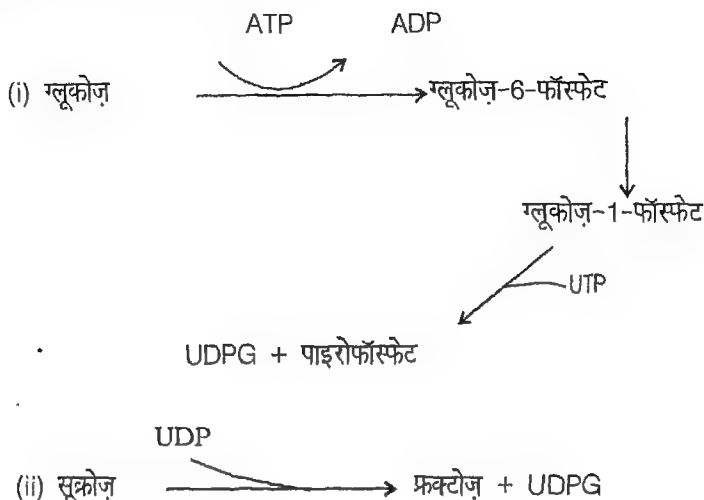 ATP ADP
(i) ग्लूकोज़ ग्लूकोज़-6-फॉस्फेट
ग्लूकोज़-1-फॉस्फेट
UTP
UDPG + पाइरोफॉस्फेट
UDP
(ii) सूक्रोज़ फ्रक्टोज़ + UDPG